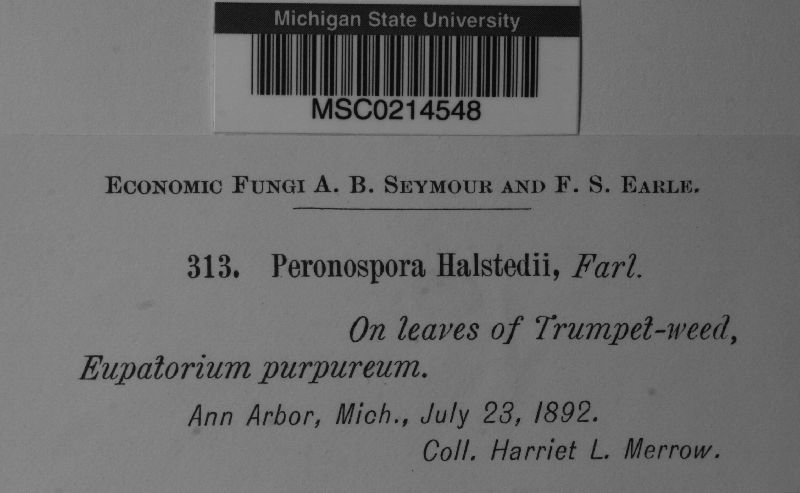 Michigan State University
MSC0214548
ECONOMIC FUNGI A. B. SEYMOUR AND F. S. EARLE.
313. Peronospora Halstedii, Farl.
On leaves of Trumpet-weed,
Eupatorium purpureum.
Ann Arbor, Mich., July 23, 1892.
Coll. Harriet L. Merrow.